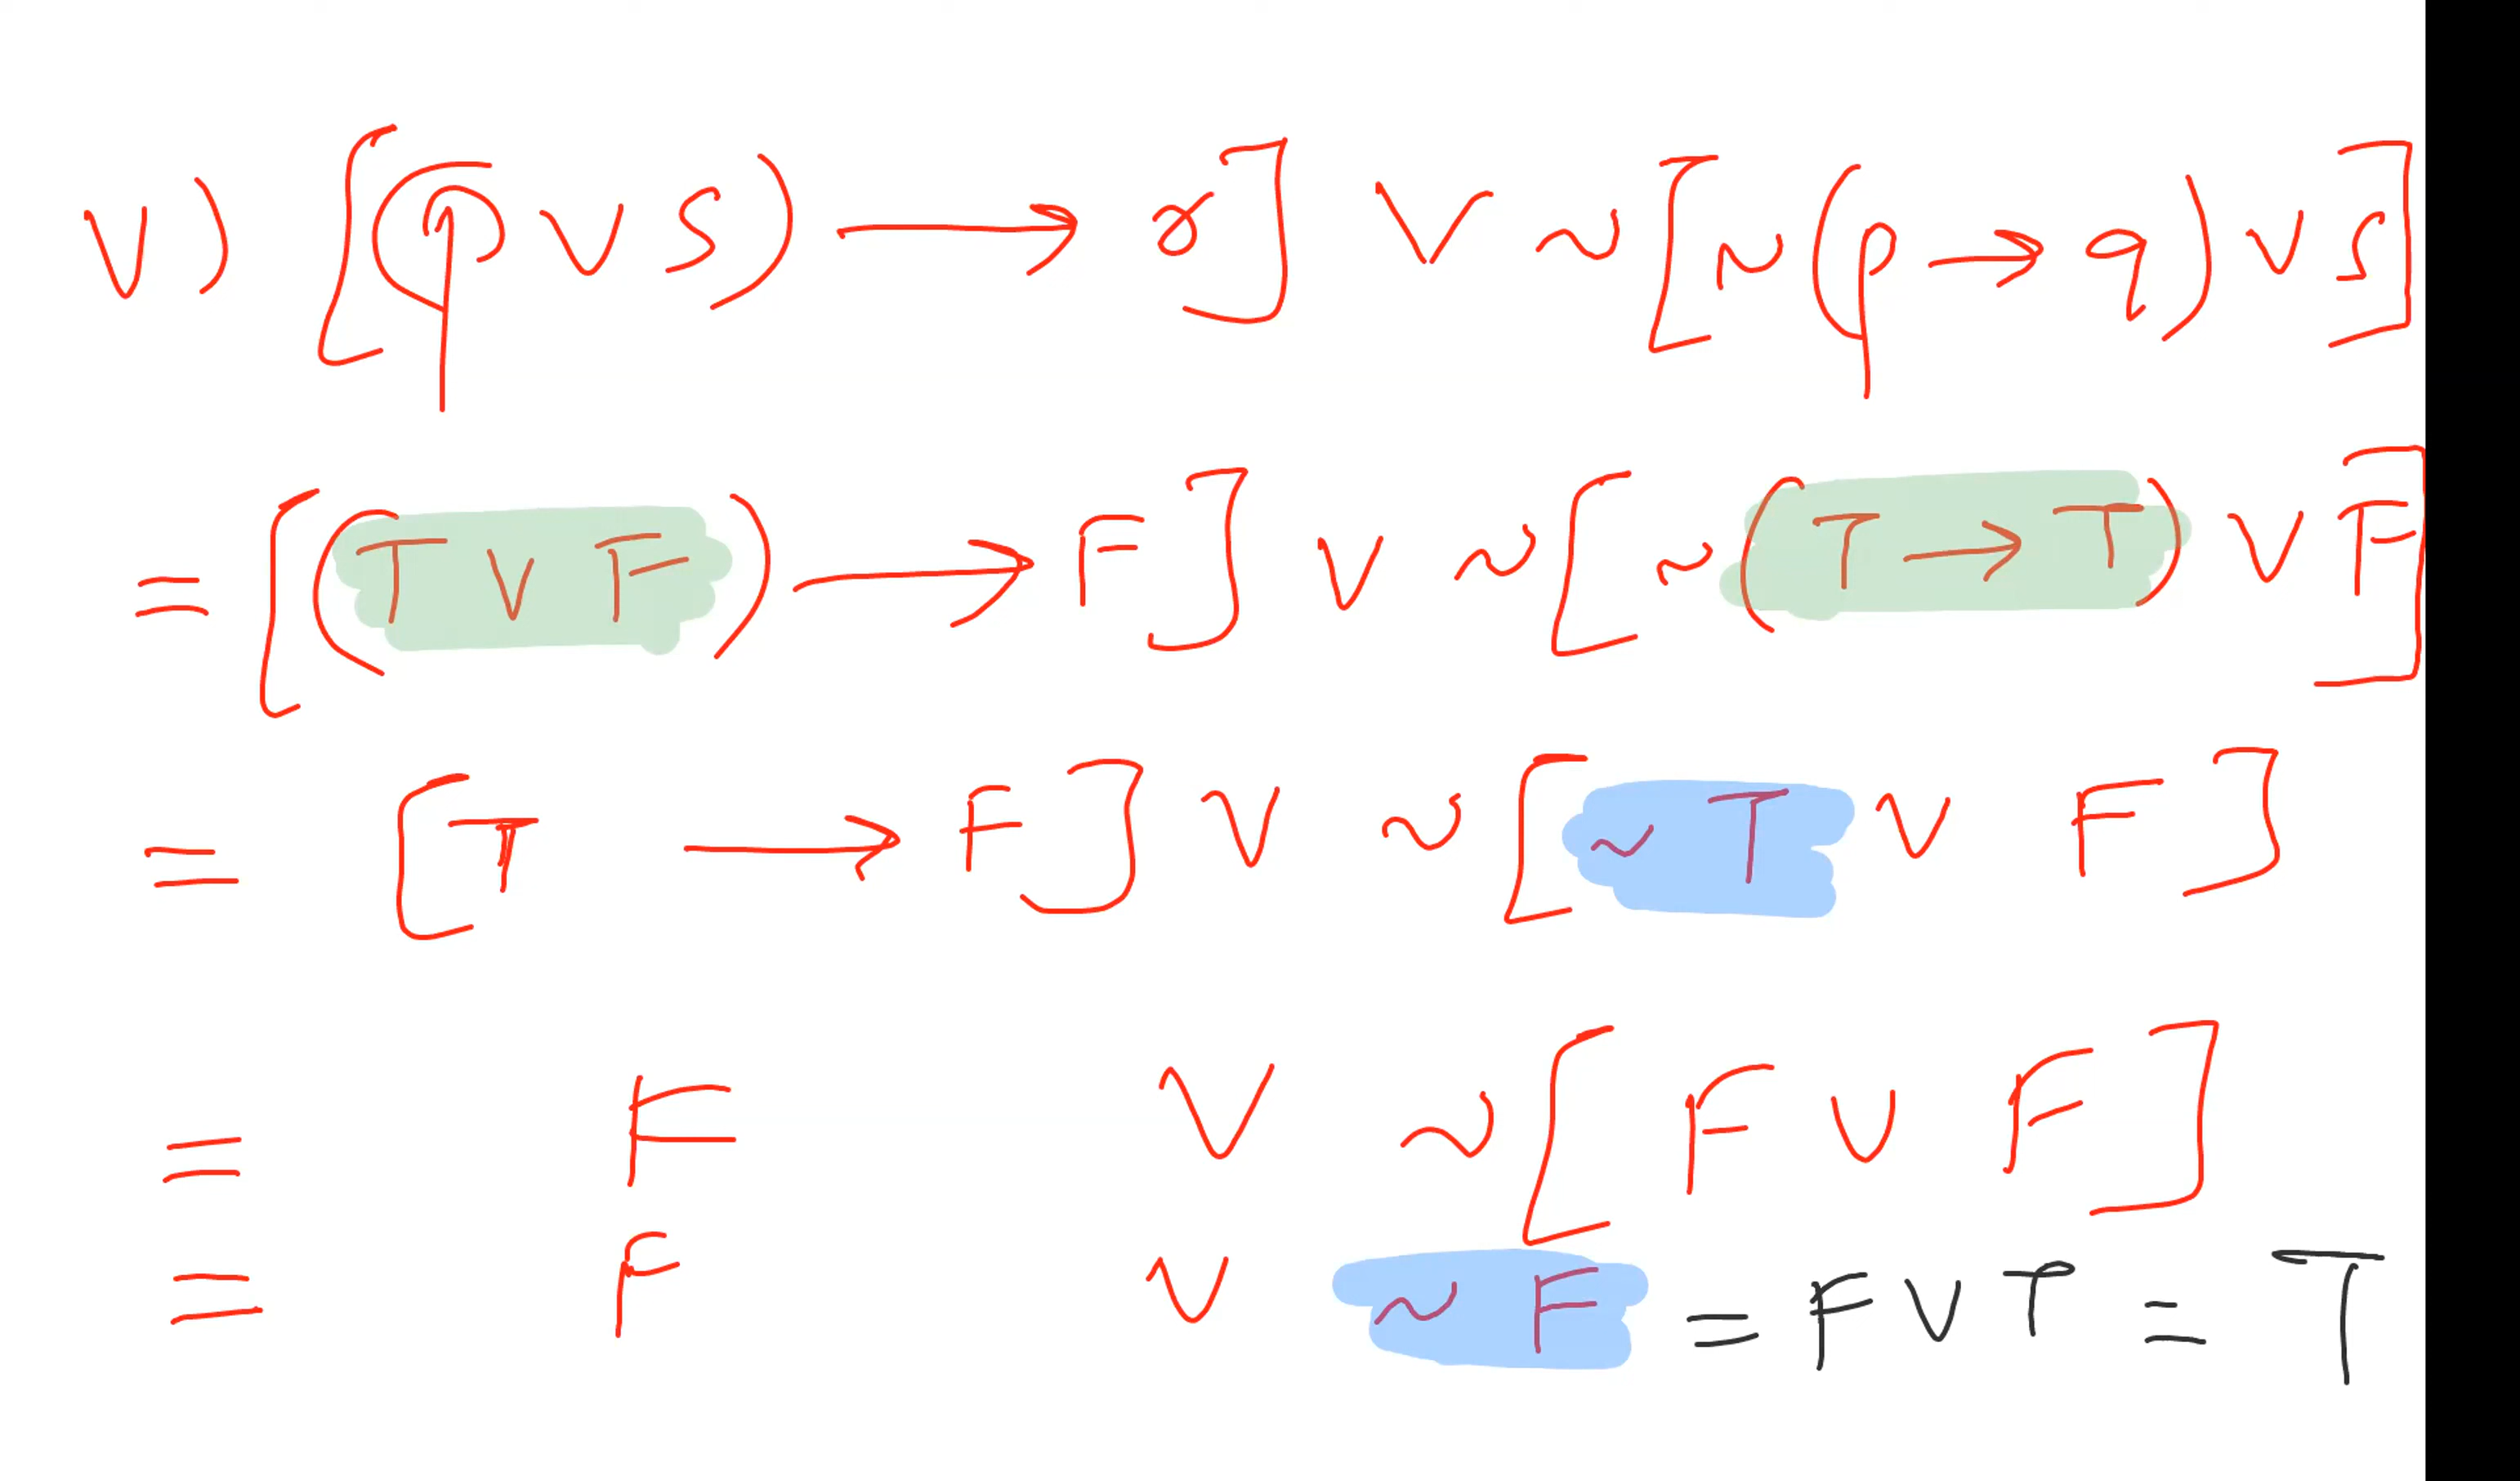 v) [(p ∨ s) → r] ∨ ~[~(p → q) ∨ s]
= [(T ∨ F) → F] ∨ ~[~(T → T) ∨ F]
= [T → F] ∨ ~[~T ∨ F]
= F ∨ ~[F ∨ F]
= F ∨ ~F = F ∨ T = T